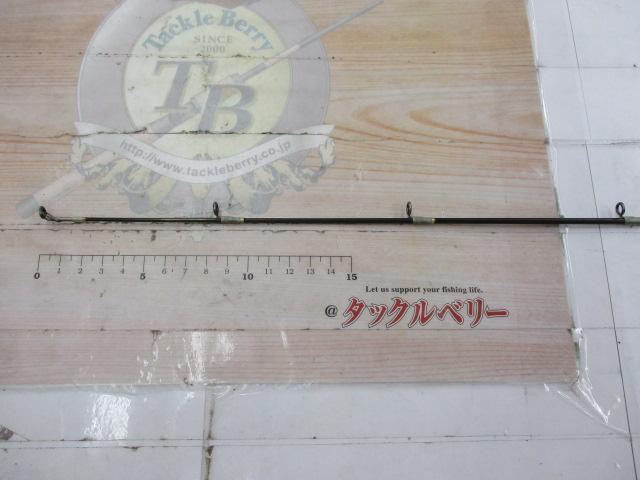 Tackle Berry
SINCE
2000
TB
http://www.tackleberry.co.jp
0 1 2 3 4 5 6 7 8 9 10 11 12 13 14 15
Let us support your fishing life.
@ タックルベリー